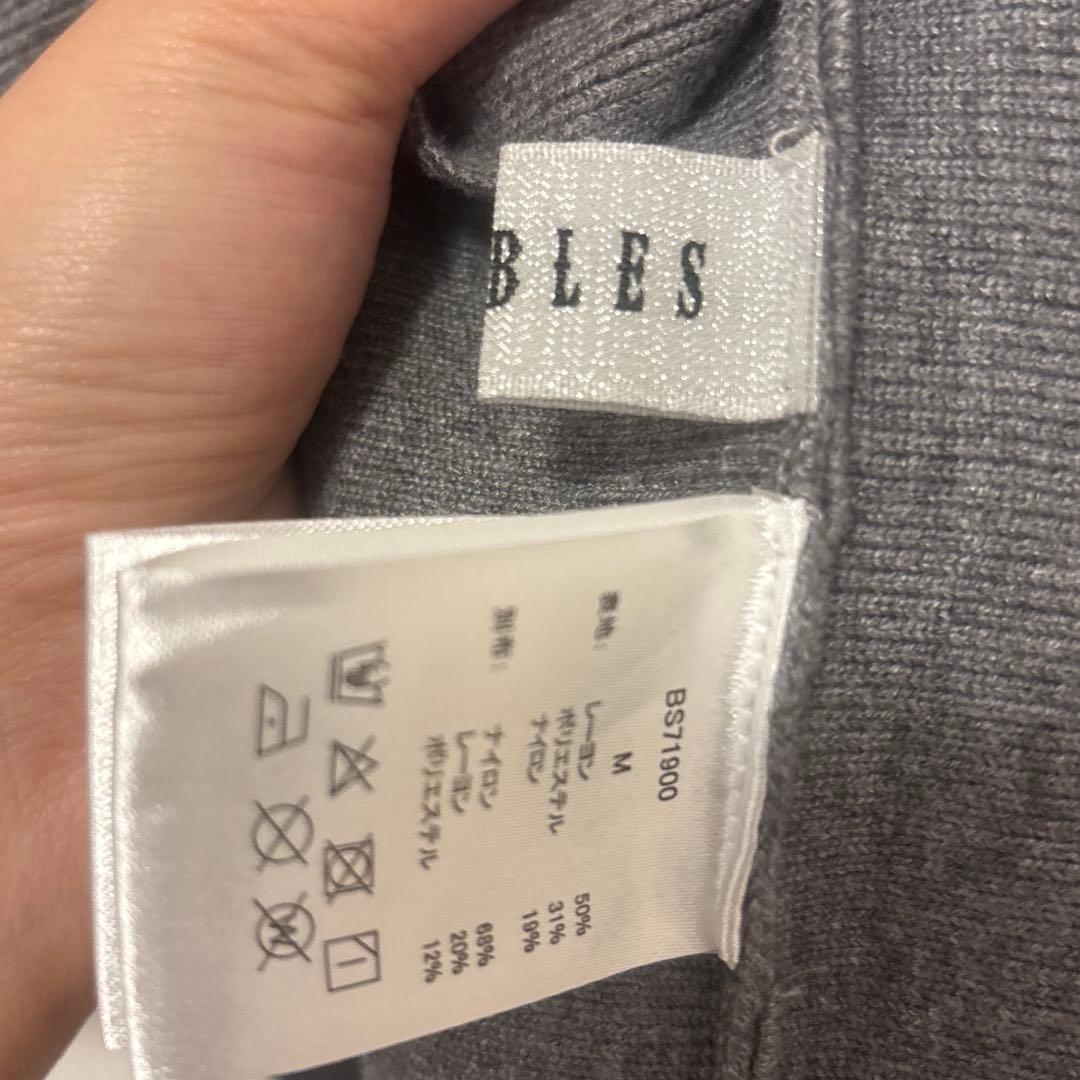 BLES
BS71900
M
表地:
レーヨン 50%
ポリエステル 31%
ナイロン 19%
別布:
ナイロン 68%
レーヨン 20%
ポリエステル 12%